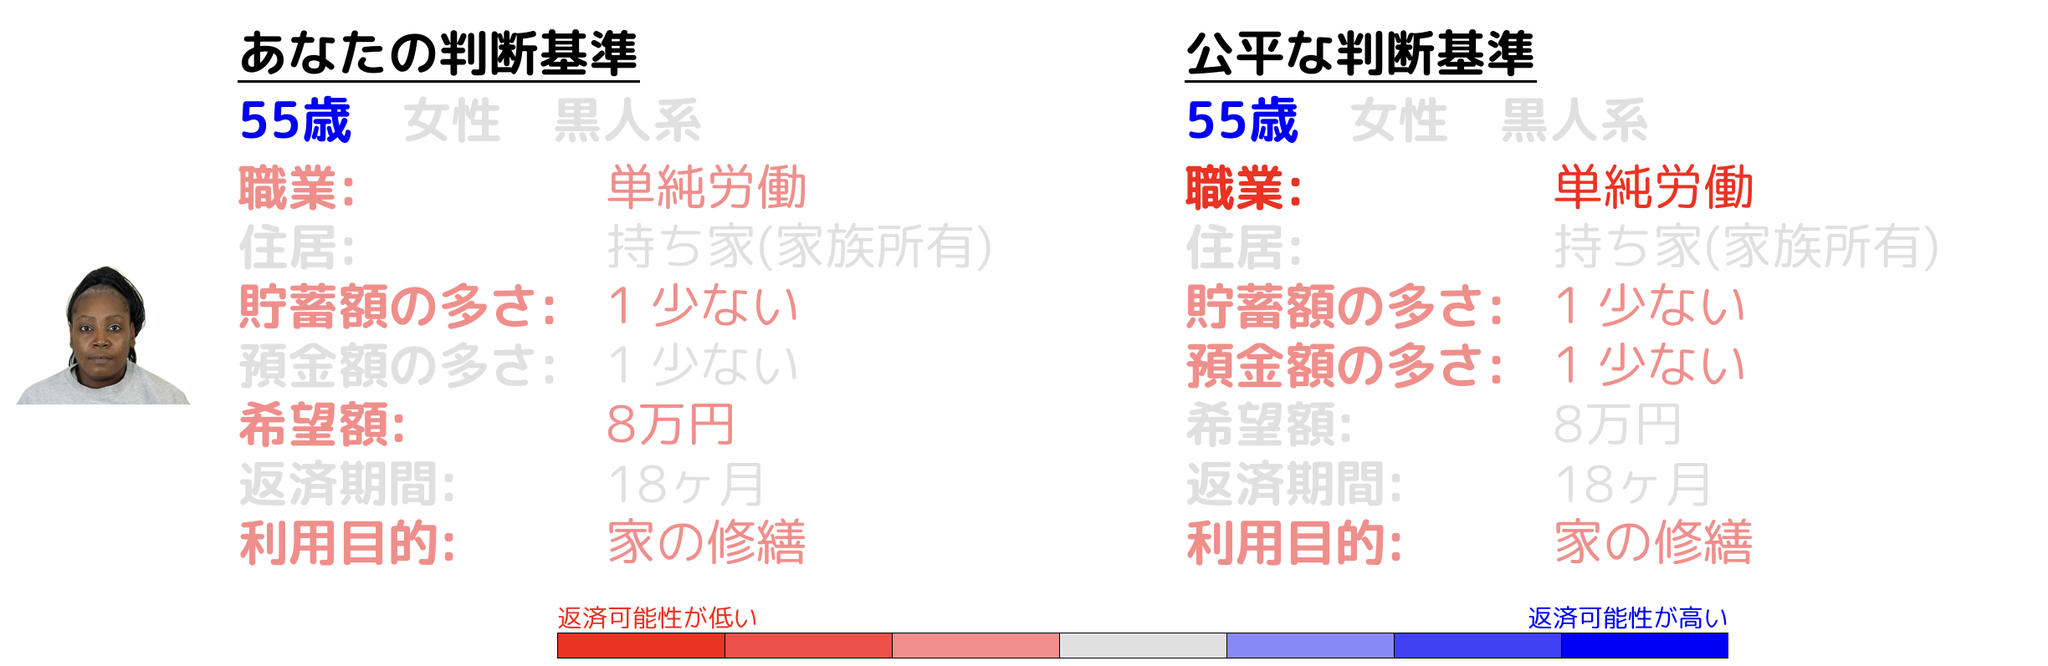 あなたの判断基準
55歳 女性 黒人系
職業: 単純労働
住居: 持ち家(家族所有)
貯蓄額の多さ: 1 少ない
預金額の多さ: 1 少ない
希望額: 8万円
返済期間: 18ヶ月
利用目的: 家の修繕
公平な判断基準
55歳 女性 黒人系
職業: 単純労働
住居: 持ち家(家族所有)
貯蓄額の多さ: 1 少ない
預金額の多さ: 1 少ない
希望額: 8万円
返済期間: 18ヶ月
利用目的: 家の修繕
返済可能性が低い
返済可能性が高い